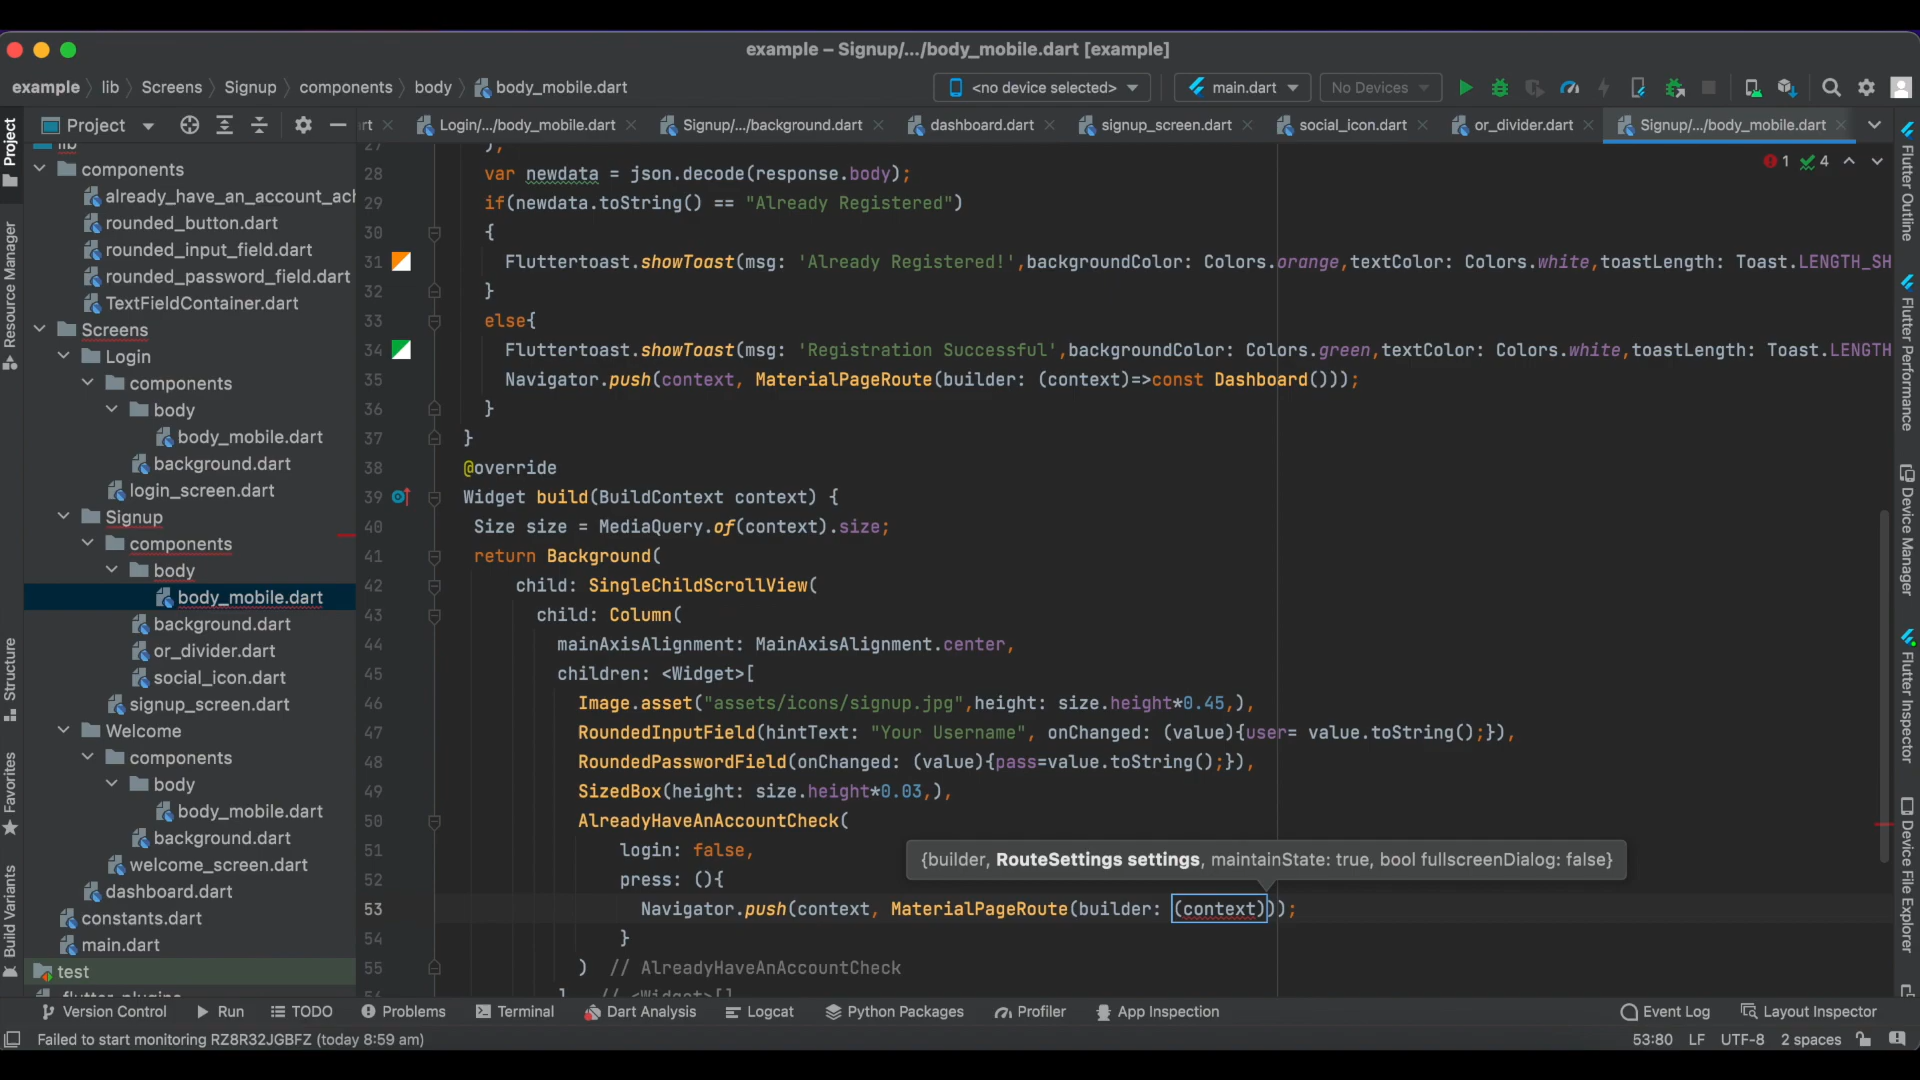 example – Signup/.../body_mobile.dart [example]
example lib Screens Signup components body body_mobile.dart <no device selected> main.dart No Devices
Project rt Login/.../body_mobile.dart Signup/.../background.dart dashboard.dart signup_screen.dart social_icon.dart or_divider.dart Signup/.../body_mobile.dart
Project
Resource Manager
Structure
Favorites
Build Variants
lib
components
already_have_an_account_ach
rounded_button.dart
rounded_input_field.dart
rounded_password_field.dart
TextFieldContainer.dart
Screens
Login
components
body
body_mobile.dart
background.dart
login_screen.dart
Signup
components
body
body_mobile.dart
background.dart
or_divider.dart
social_icon.dart
signup_screen.dart
Welcome
components
body
body_mobile.dart
background.dart
welcome_screen.dart
dashboard.dart
constants.dart
main.dart
test
1 4
27 },
28 var newdata = json.decode(response.body);
29 if(newdata.toString() == "Already Registered")
30 {
31 Fluttertoast.showToast(msg: 'Already Registered!',backgroundColor: Colors.orange,textColor: Colors.white,toastLength: Toast.LENGTH_SH
32 }
33 else{
34 Fluttertoast.showToast(msg: 'Registration Successful',backgroundColor: Colors.green,textColor: Colors.white,toastLength: Toast.LENGTH
35 Navigator.push(context, MaterialPageRoute(builder: (context)=>const Dashboard()));
36 }
37 }
38 @override
39 Widget build(BuildContext context) {
40 Size size = MediaQuery.of(context).size;
41 return Background(
42 child: SingleChildScrollView(
43 child: Column(
44 mainAxisAlignment: MainAxisAlignment.center,
45 children: <Widget>[
46 Image.asset("assets/icons/signup.jpg",height: size.height*0.45,),
47 RoundedInputField(hintText: "Your Username", onChanged: (value){user= value.toString();}),
48 RoundedPasswordField(onChanged: (value){pass=value.toString();}),
49 SizedBox(height: size.height*0.03,),
50 AlreadyHaveAnAccountCheck(
51 login: false,
{builder, RouteSettings settings, maintainState: true, bool fullscreenDialog: false}
52 press: (){
53 Navigator.push(context, MaterialPageRoute(builder: (context)));
54 }
55 ) // AlreadyHaveAnAccountCheck
56 ] // <Widget>[]
Flutter Outline
Flutter Performance
Device Manager
Flutter Inspector
Device File Explorer
Version Control Run TODO Problems Terminal Dart Analysis Logcat Python Packages Profiler App Inspection Event Log Layout Inspector
Failed to start monitoring RZ8R32JGBFZ (today 8:59 am) 53:80 LF UTF-8 2 spaces